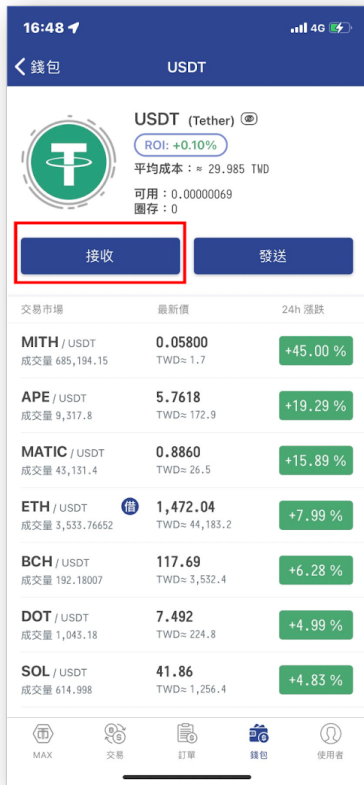 16:48
4G
錢包
USDT
USDT (Tether)
ROI: +0.10%
平均成本：≈ 29.985 TWD
可用：0.00000069
圈存：0
接收
發送
交易市場 最新價 24h 漲跌
MITH / USDT 0.05800 +45.00 %
成交量 685,194.15 TWD≈ 1.7
APE / USDT 5.7618 +19.29 %
成交量 9,317.8 TWD≈ 172.9
MATIC / USDT 0.8860 +15.89 %
成交量 43,131.4 TWD≈ 26.5
ETH / USDT 借 1,472.04 +7.99 %
成交量 3,533.76652 TWD≈ 44,183.2
BCH / USDT 117.69 +6.28 %
成交量 192.18007 TWD≈ 3,532.4
DOT / USDT 7.492 +4.99 %
成交量 1,043.18 TWD≈ 224.8
SOL / USDT 41.86 +4.83 %
成交量 614.998 TWD≈ 1,256.4
MAX 交易 訂單 錢包 使用者